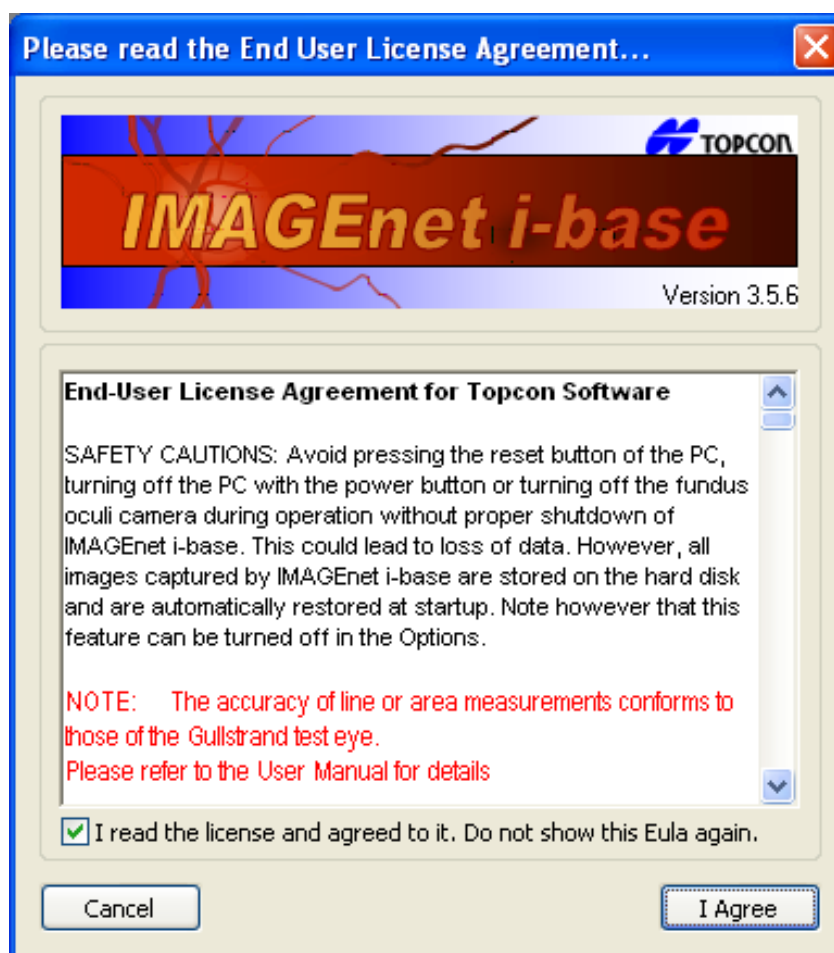 Please read the End User License Agreement...
TOPCON
IMAGEnet i-base
Version 3.5.6
End-User License Agreement for Topcon Software
SAFETY CAUTIONS: Avoid pressing the reset button of the PC,
turning off the PC with the power button or turning off the fundus
oculi camera during operation without proper shutdown of
IMAGEnet i-base. This could lead to loss of data. However, all
images captured by IMAGEnet i-base are stored on the hard disk
and are automatically restored at startup. Note however that this
feature can be turned off in the Options.
NOTE: The accuracy of line or area measurements conforms to
those of the Gullstrand test eye.
Please refer to the User Manual for details
I read the license and agreed to it. Do not show this Eula again.
Cancel
I Agree